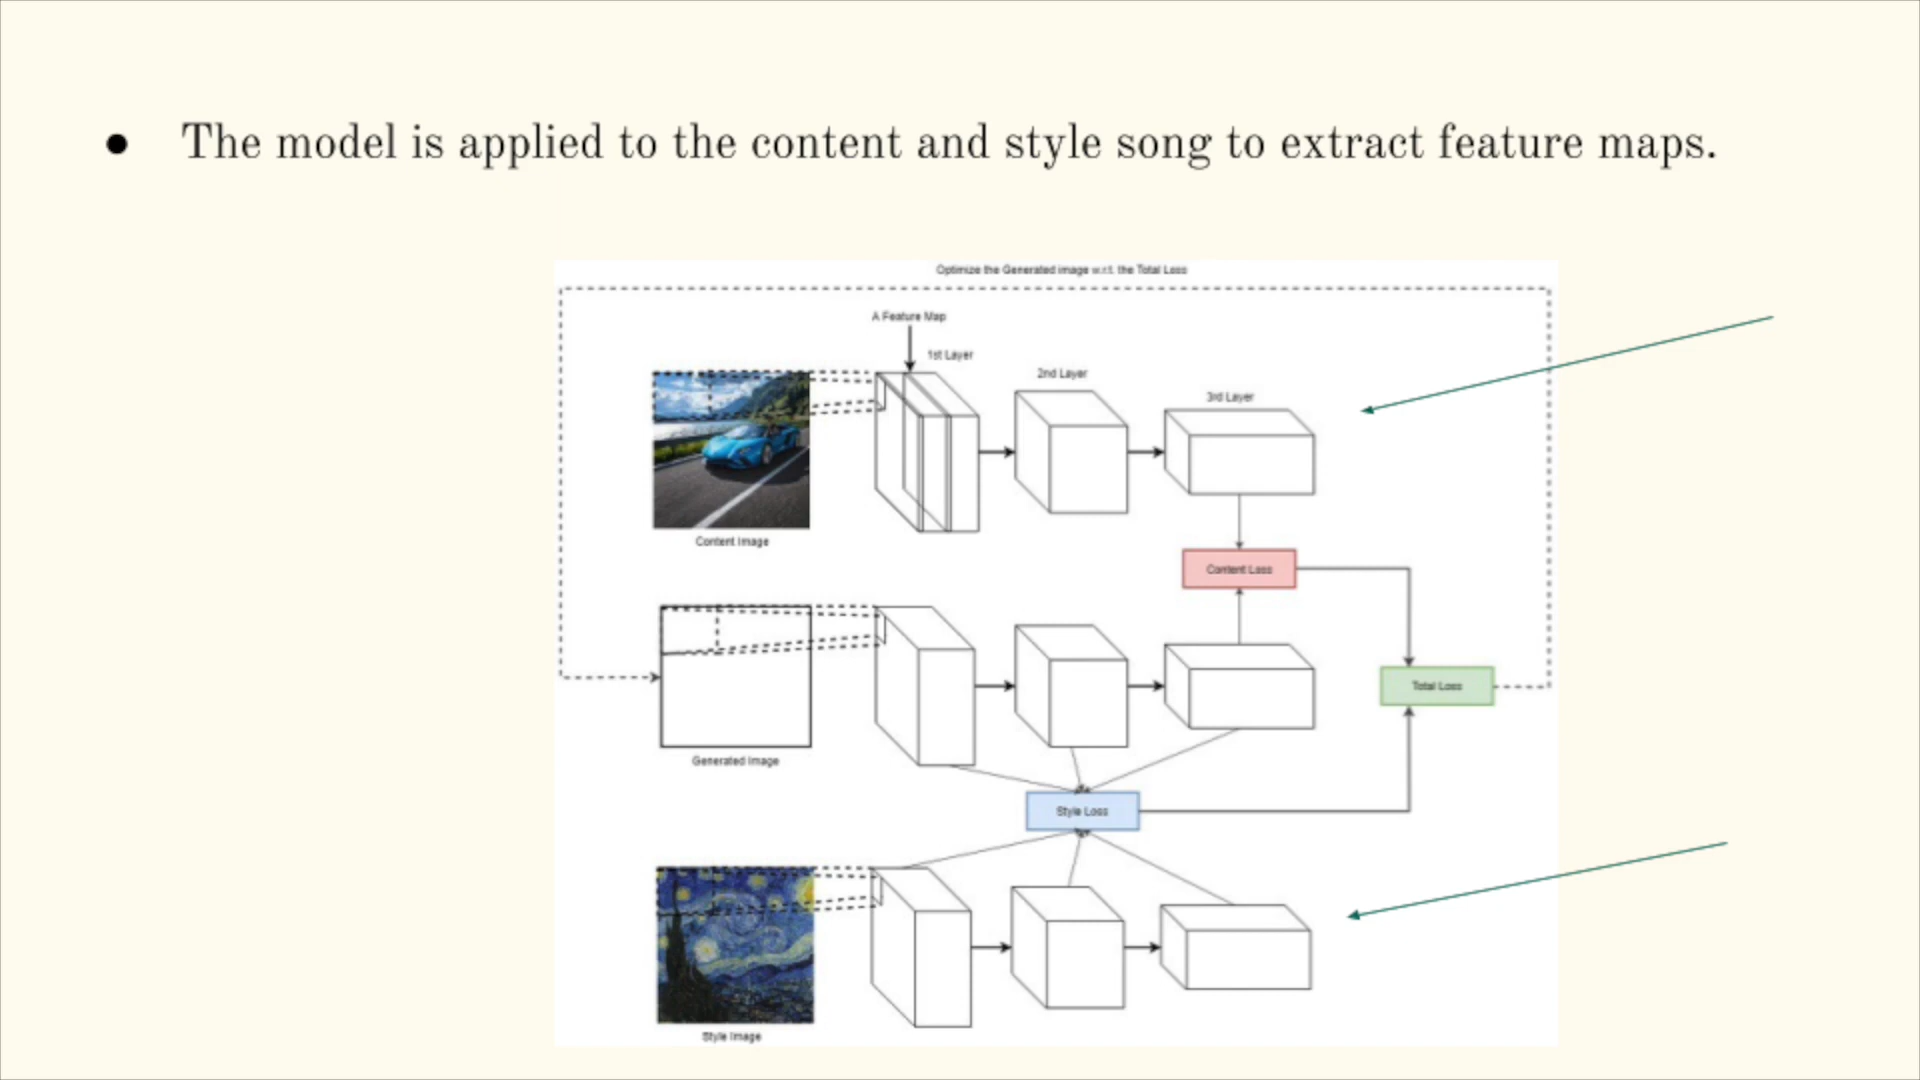 ● The model is applied to the content and style song to extract feature maps.
Optimize the Generated image w.r.t. the Total Loss
A Feature Map
1st Layer
2nd Layer
3rd Layer
Content Image
Content Loss
Total Loss
Generated Image
Style Loss
Style Image